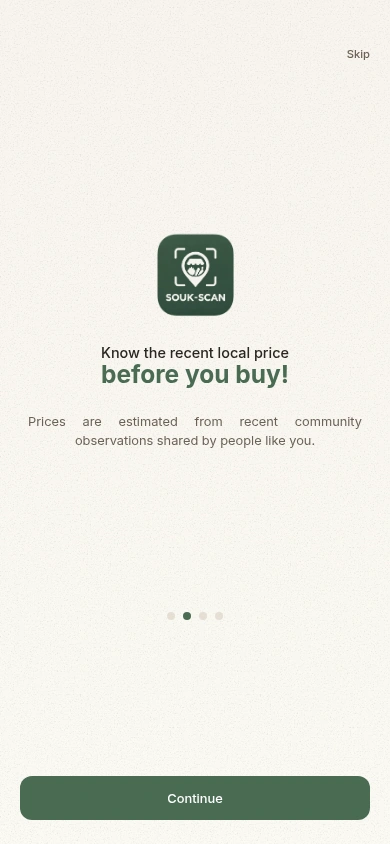 Skip
SOUK-SCAN
Know the recent local price
before you buy!
Prices are estimated from recent community
observations shared by people like you.
Continue